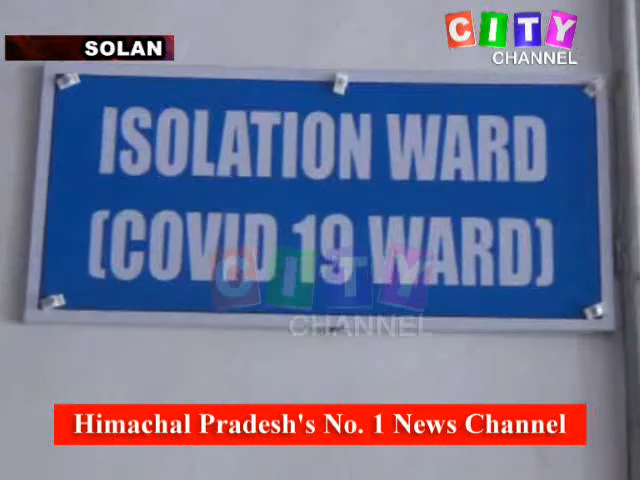 SOLAN
CITY
CHANNEL
ISOLATION WARD
(COVID 19 WARD)
CITY
CHANNEL
Himachal Pradesh's No. 1 News Channel